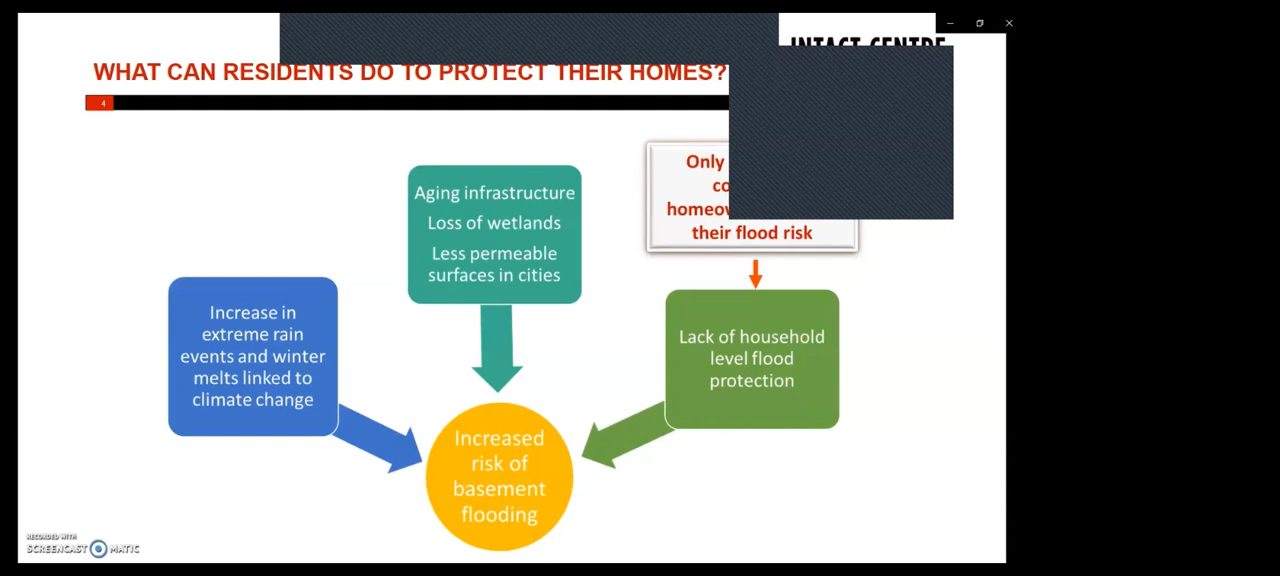 INTACT CENTRE
WHAT CAN RESIDENTS DO TO PROTECT THEIR HOMES?
4
Only
their flood risk
Aging infrastructure
Loss of wetlands
Less permeable
surfaces in cities
Increase in
extreme rain
events and winter
melts linked to
climate change
Lack of household
level flood
protection
Increased
risk of
basement
flooding
RECORDED WITH
SCREENCAST MATIC